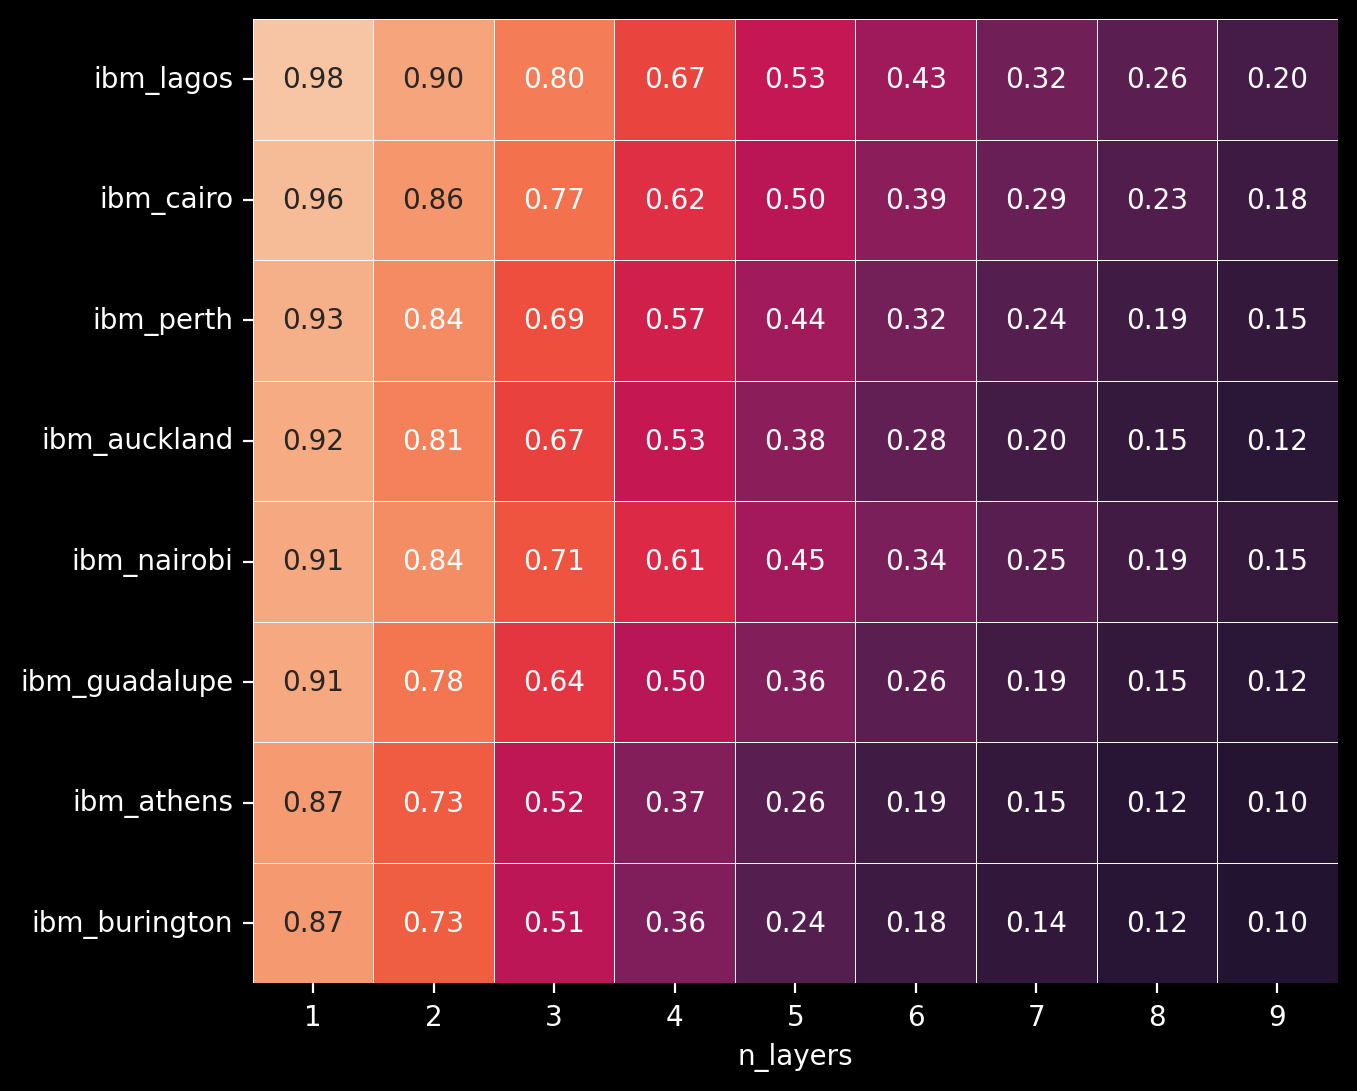 ibm_lagos 0.98 0.90 0.80 0.67 0.53 0.43 0.32 0.26 0.20
ibm_cairo 0.96 0.86 0.77 0.62 0.50 0.39 0.29 0.23 0.18
ibm_perth 0.93 0.84 0.69 0.57 0.44 0.32 0.24 0.19 0.15
ibm_auckland 0.92 0.81 0.67 0.53 0.38 0.28 0.20 0.15 0.12
ibm_nairobi 0.91 0.84 0.71 0.61 0.45 0.34 0.25 0.19 0.15
ibm_guadalupe 0.91 0.78 0.64 0.50 0.36 0.26 0.19 0.15 0.12
ibm_athens 0.87 0.73 0.52 0.37 0.26 0.19 0.15 0.12 0.10
ibm_burington 0.87 0.73 0.51 0.36 0.24 0.18 0.14 0.12 0.10
1 2 3 4 5 6 7 8 9
n_layers